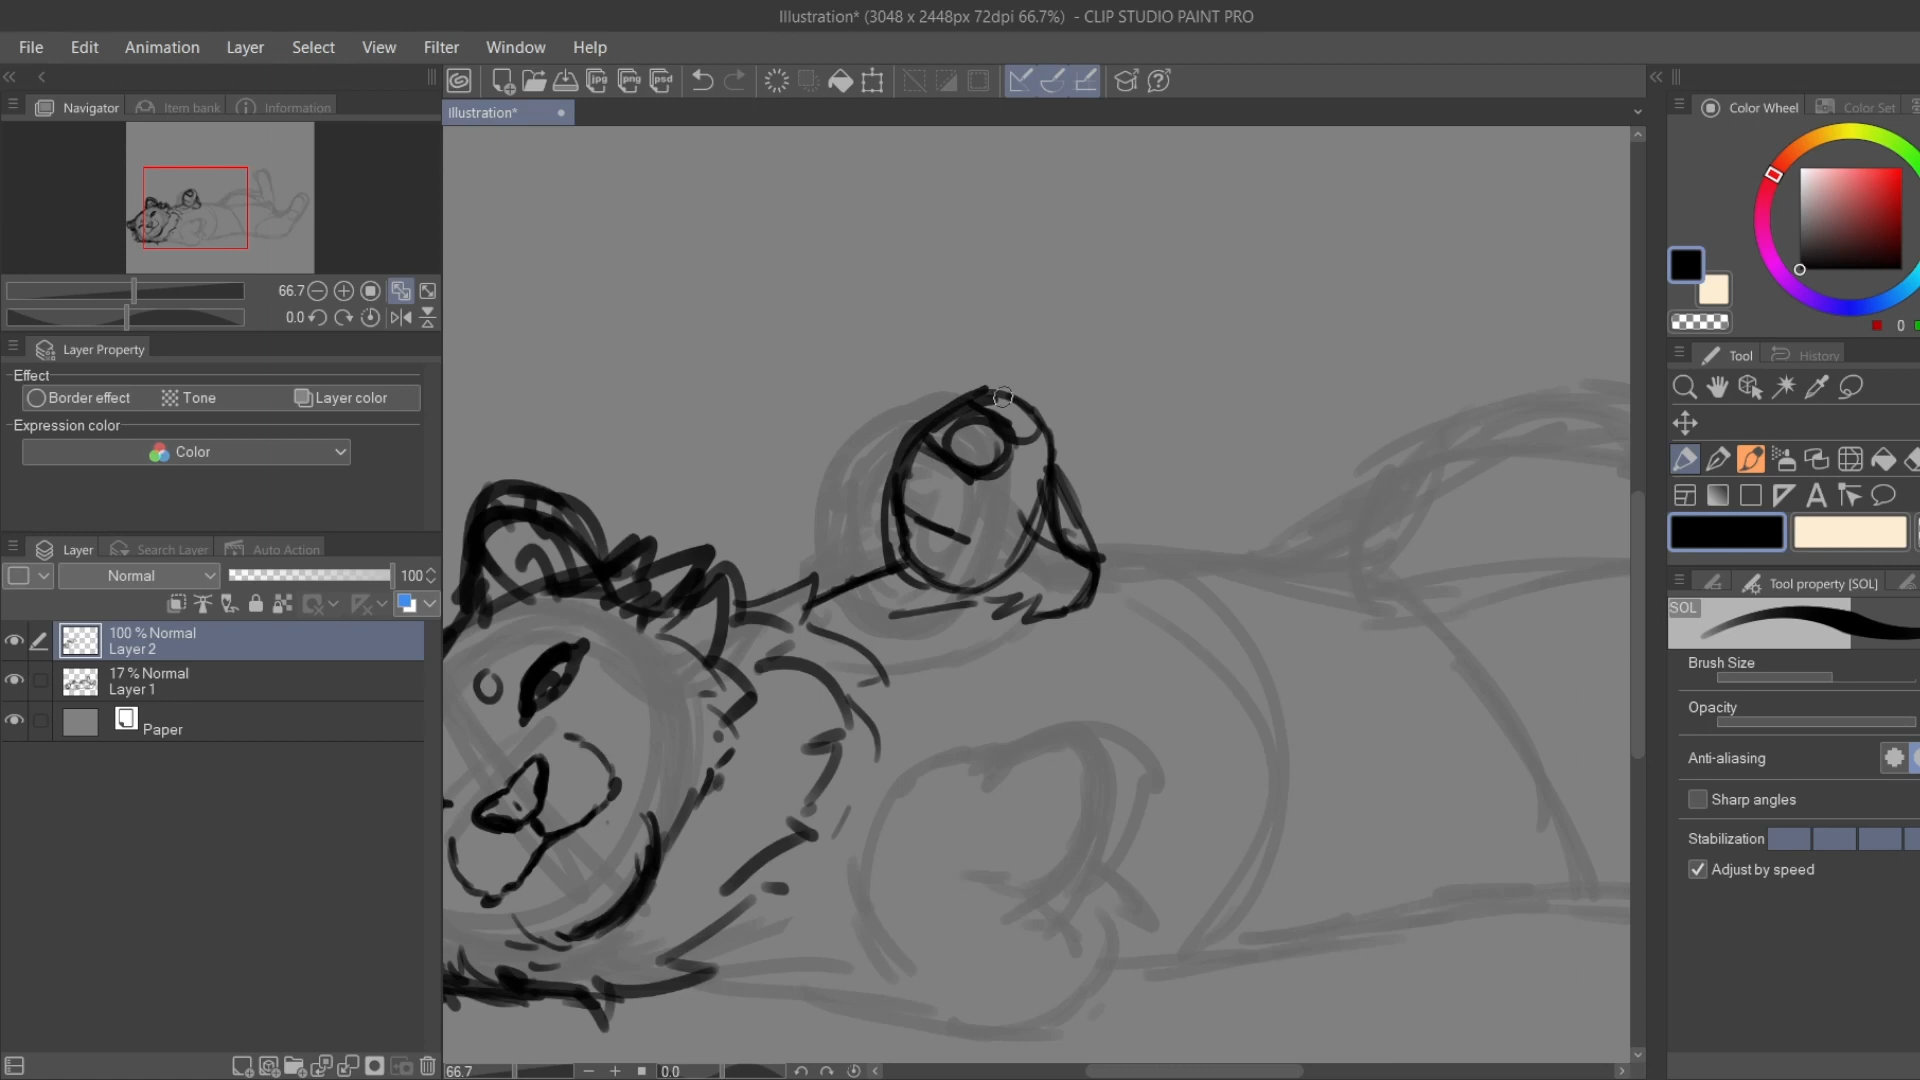 Illustration* (3048 x 2448px 72dpi 66.7%) - CLIP STUDIO PAINT PRO
File Edit Animation Layer Select View Filter Window Help
jpg png psd
Navigator Item bank Information
Illustration*
Color Wheel Color Set
66.7
0.0
0
Layer Property
Tool History
Effect
Border effect Tone Layer color
Expression color
Color
A
Layer Search Layer Auto Action
Normal 100
Tool property [SOL]
SOL
100 % Normal
Layer 2
17 % Normal
Layer 1
Paper
Brush Size
Opacity
Anti-aliasing
Sharp angles
Stabilization
Adjust by speed
66.7 0.0